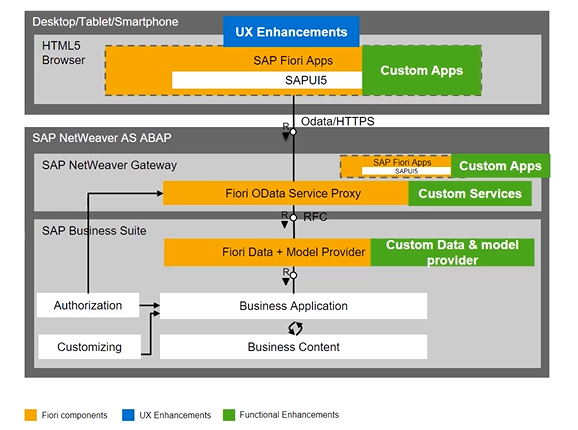 Desktop/Tablet/Smartphone
UX Enhancements
HTML5
Browser
SAP Fiori Apps
SAPUI5
Custom Apps
R
Odata/HTTPS
SAP NetWeaver AS ABAP
SAP NetWeaver Gateway
SAP Fiori Apps
SAPUI5
Custom Apps
Fiori OData Service Proxy
Custom Services
R
RFC
SAP Business Suite
Fiori Data + Model Provider
Custom Data & model
provider
R
Authorization
Business Application
Customizing
Business Content
Fiori components
UX Enhancements
Functional Enhancements